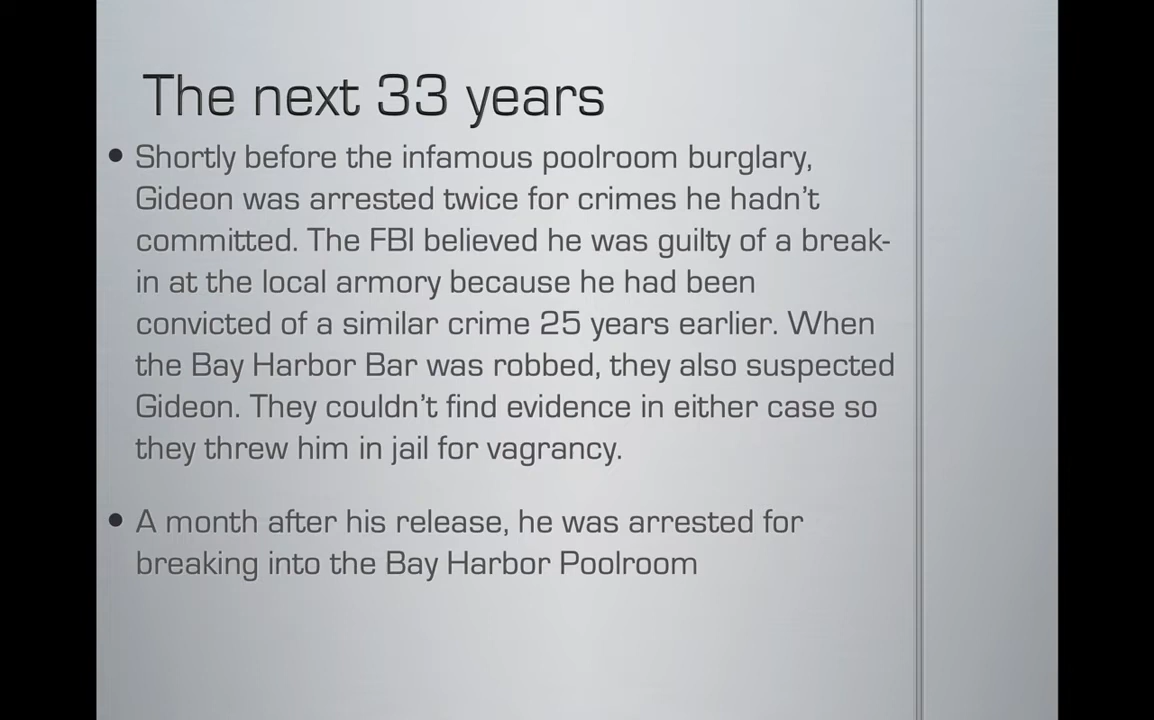 The next 33 years
• Shortly before the infamous poolroom burglary,
Gideon was arrested twice for crimes he hadn't
committed. The FBI believed he was guilty of a break-
in at the local armory because he had been
convicted of a similar crime 25 years earlier. When
the Bay Harbor Bar was robbed, they also suspected
Gideon. They couldn't find evidence in either case so
they threw him in jail for vagrancy.
• A month after his release, he was arrested for
breaking into the Bay Harbor Poolroom